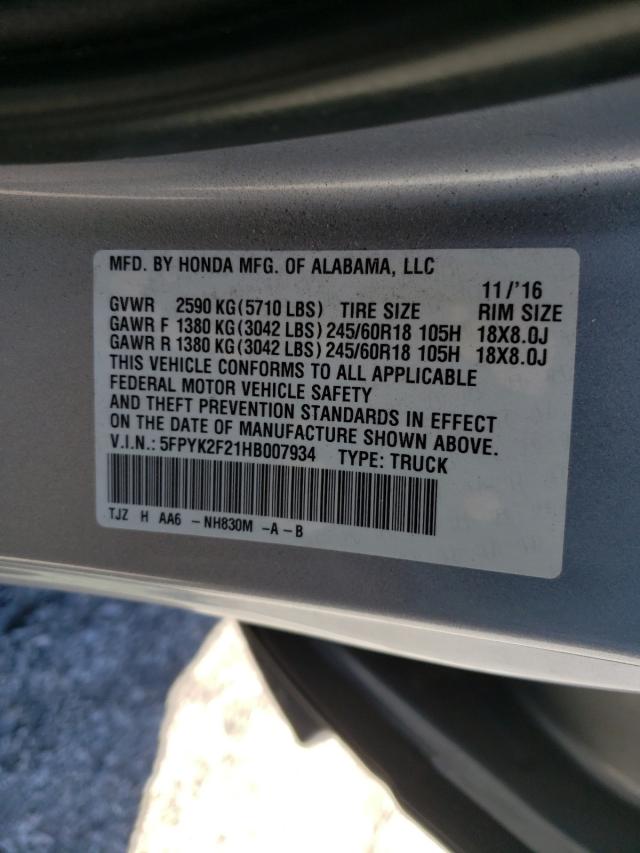 MFD. BY HONDA MFG. OF ALABAMA, LLC
11/'16
GVWR 2590 KG(5710 LBS) TIRE SIZE RIM SIZE
GAWR F 1380 KG(3042 LBS) 245/60R18 105H 18X8.0J
GAWR R 1380 KG(3042 LBS) 245/60R18 105H 18X8.0J
THIS VEHICLE CONFORMS TO ALL APPLICABLE
FEDERAL MOTOR VEHICLE SAFETY
AND THEFT PREVENTION STANDARDS IN EFFECT
ON THE DATE OF MANUFACTURE SHOWN ABOVE.
V.I.N.: 5FPYK2F21HB007934 TYPE: TRUCK
TJZ H AA6 - NH830M -A-B